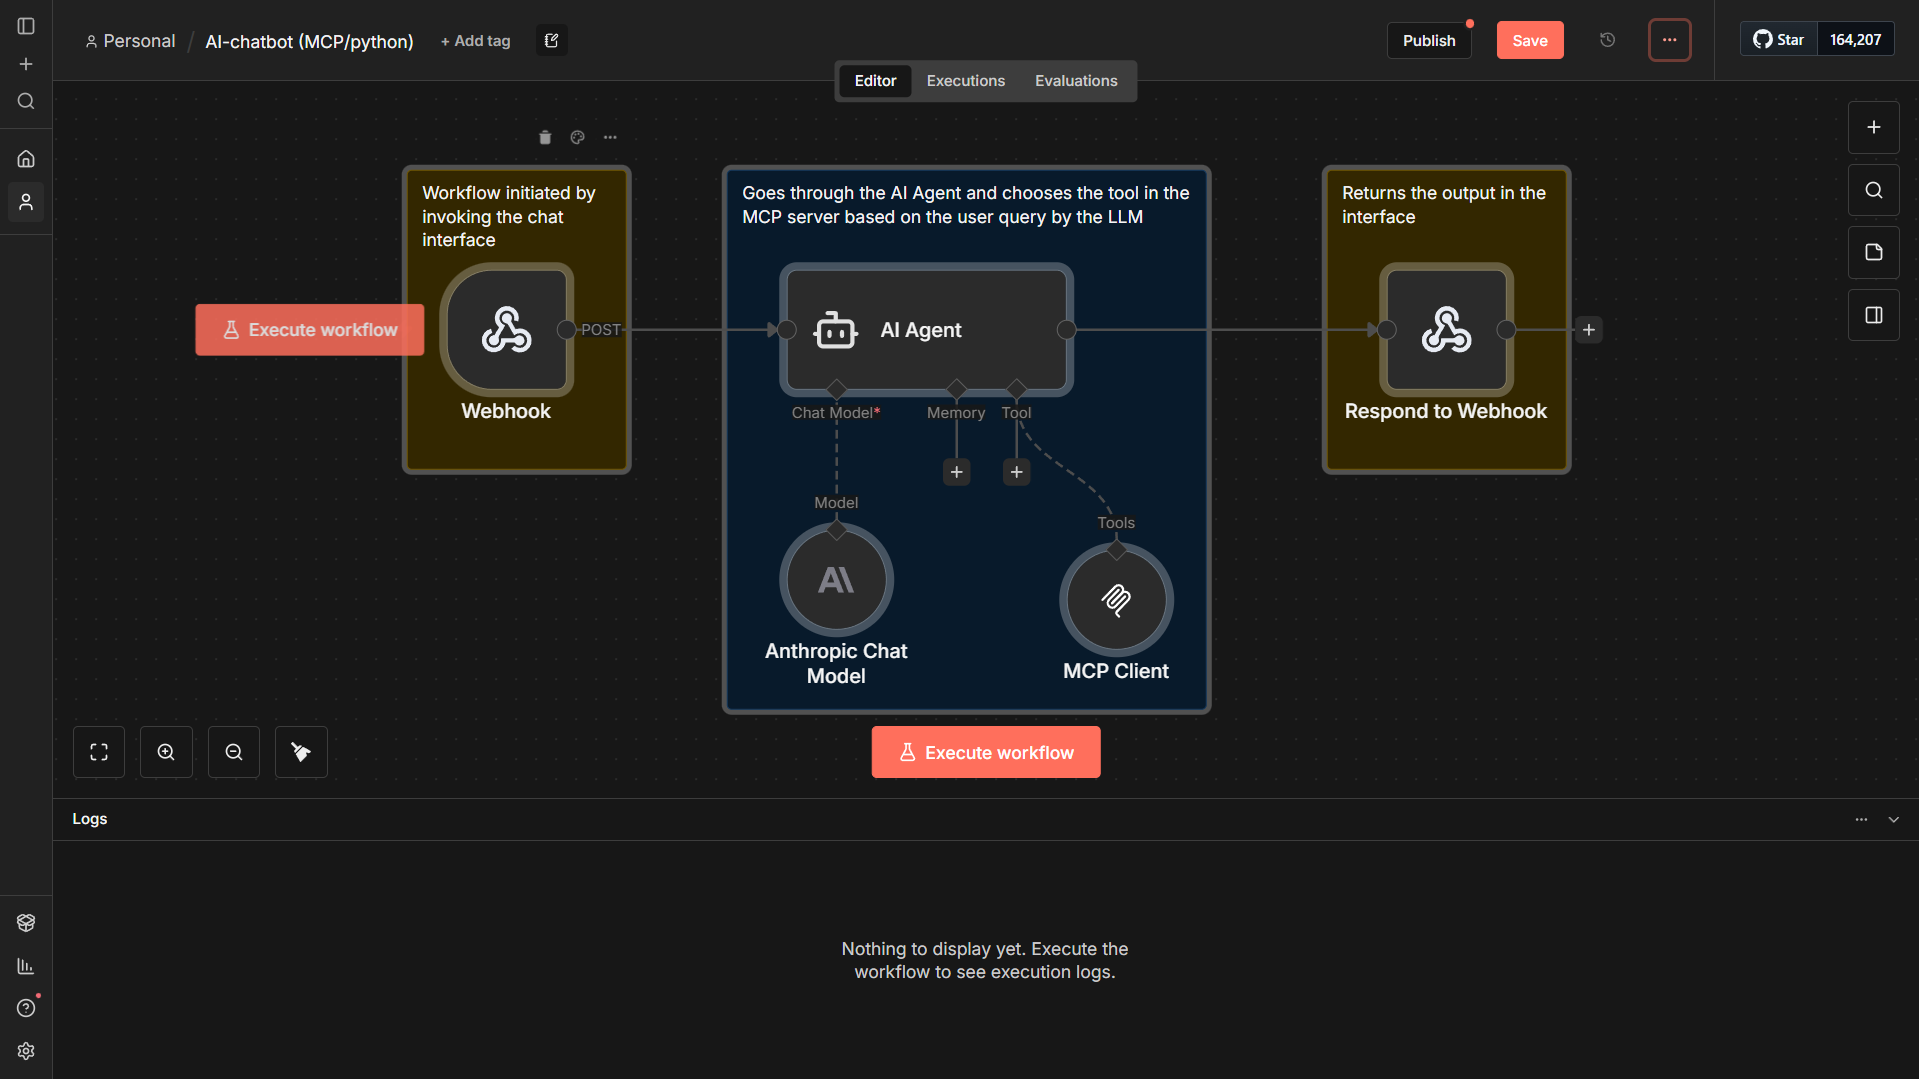 Personal / AI-chatbot (MCP/python) + Add tag
Publish
Save
Star 164,207
Editor Executions Evaluations
Workflow initiated by
invoking the chat
interface
Goes through the AI Agent and chooses the tool in the
MCP server based on the user query by the LLM
Returns the output in the
interface
Execute workflow
POST
AI Agent
Webhook
Chat Model*
Memory
Tool
Respond to Webhook
Model
Tools
Anthropic Chat
Model
MCP Client
Execute workflow
Logs
Nothing to display yet. Execute the
workflow to see execution logs.